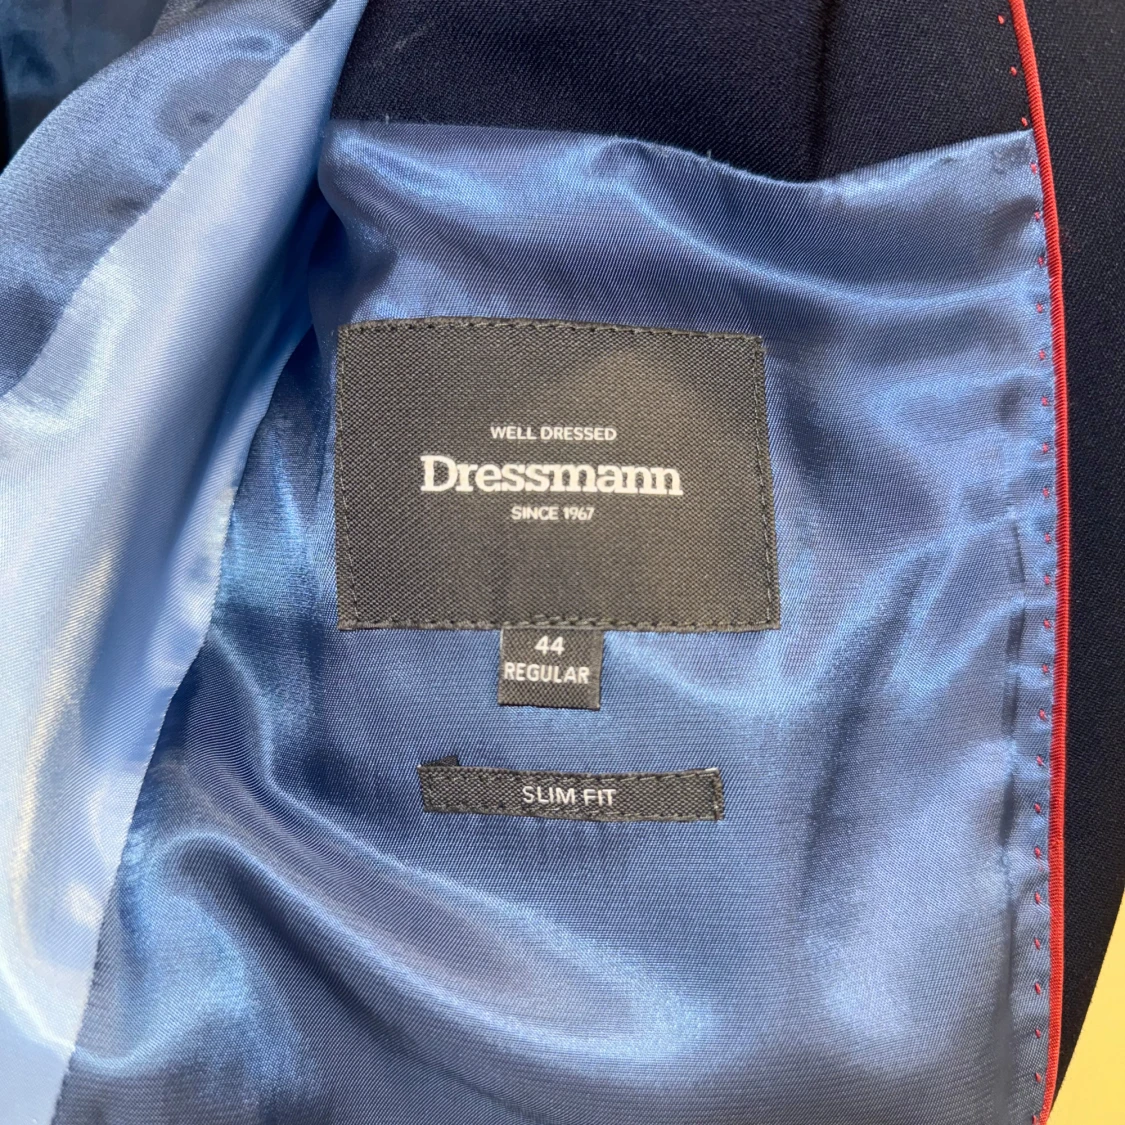 WELL DRESSED
Dressmann
SINCE 1967
44
REGULAR
SLIM FIT